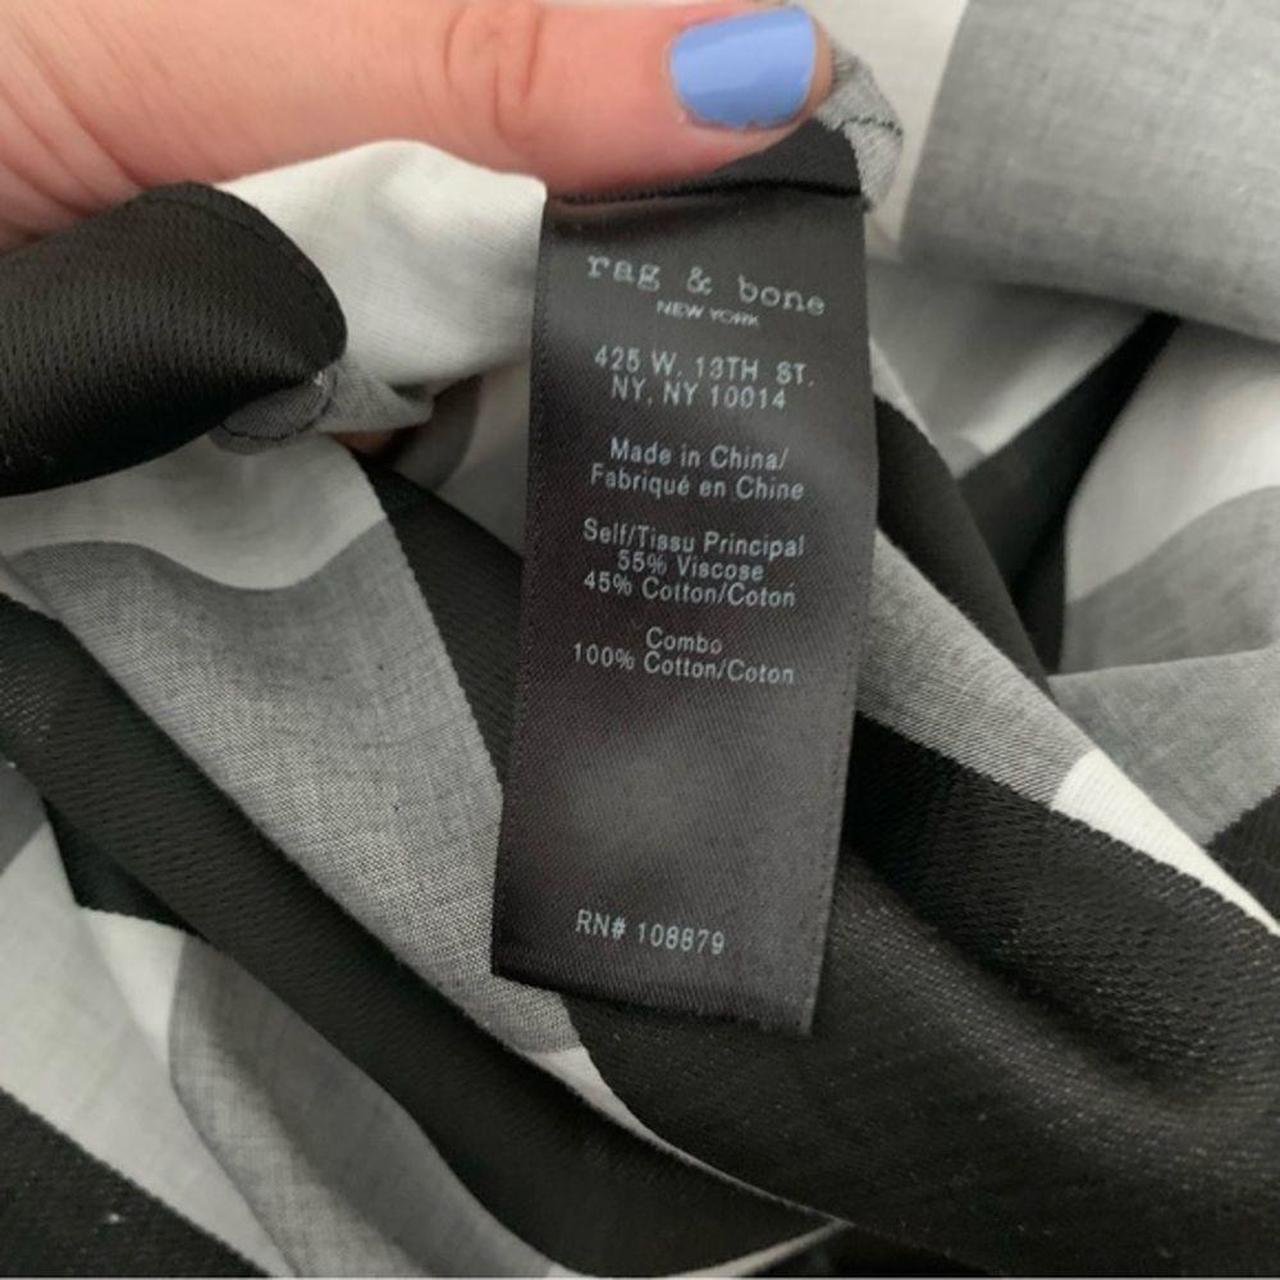 rag & bone
NEW YORK
425 W. 13TH ST.
NY, NY 10014
Made in China/
Fabriqué en Chine
Self/Tissu Principal
55% Viscose
45% Cotton/Coton
Combo
100% Cotton/Coton
RN# 108879